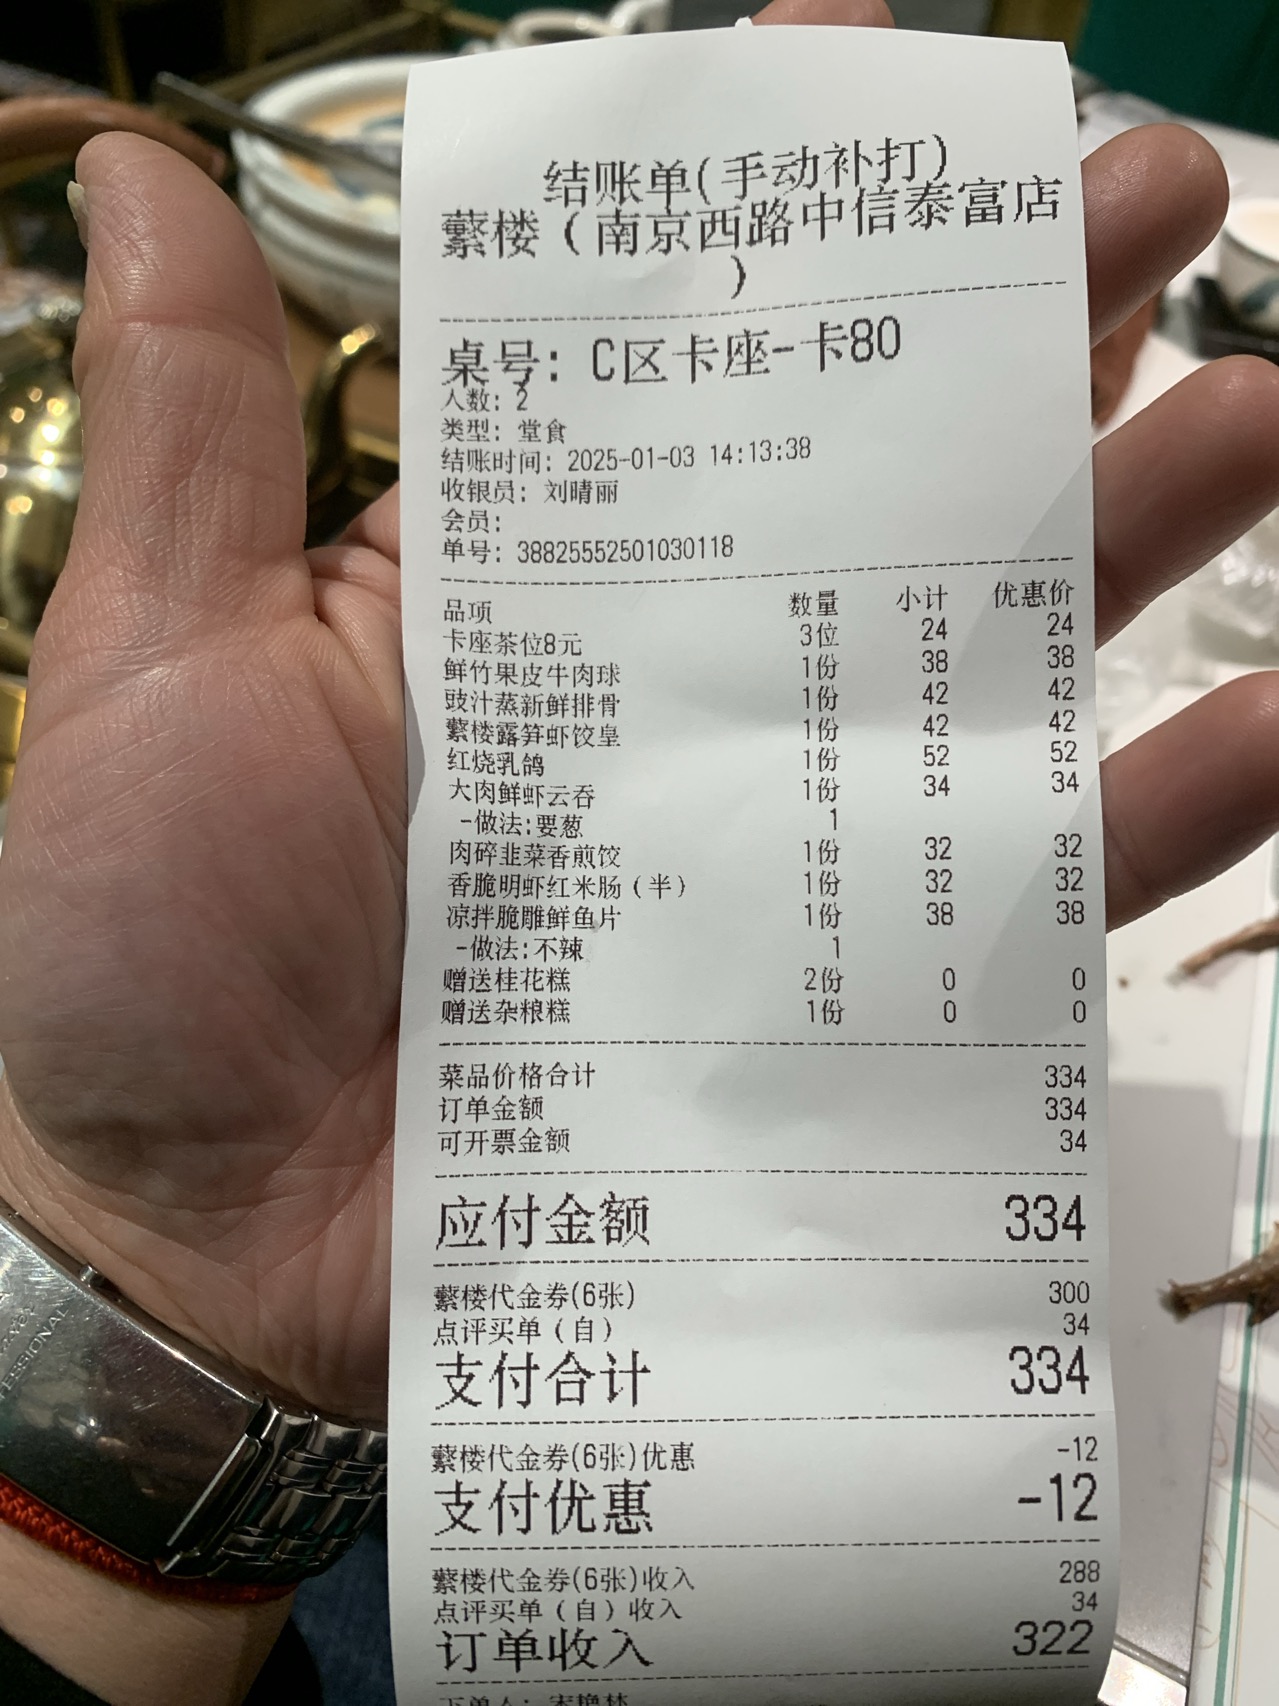 结账单(手动补打)
蘩楼（南京西路中信泰富店
）
桌号: C区卡座-卡80
人数: 2
类型: 堂食
结账时间: 2025-01-03 14:13:38
收银员: 刘晴丽
会员:
单号: 38825552501030118
品项 数量 小计 优惠价
卡座茶位8元 3位 24 24
鲜竹果皮牛肉球 1份 38 38
豉汁蒸新鲜排骨 1份 42 42
蘩楼露笋虾饺皇 1份 42 42
红烧乳鸽 1份 52 52
大肉鲜虾云吞 1份 34 34
-做法:要葱 1
肉碎韭菜香煎饺 1份 32 32
香脆明虾红米肠（半） 1份 32 32
凉拌脆雕鲜鱼片 1份 38 38
-做法:不辣 1
赠送桂花糕 2份 0 0
赠送杂粮糕 1份 0 0
菜品价格合计 334
订单金额 334
可开票金额 34
应付金额 334
蘩楼代金券(6张) 300
点评买单（自） 34
支付合计 334
蘩楼代金券(6张)优惠 -12
支付优惠 -12
蘩楼代金券(6张)收入 288
点评买单（自）收入 34
订单收入 322
下单人: